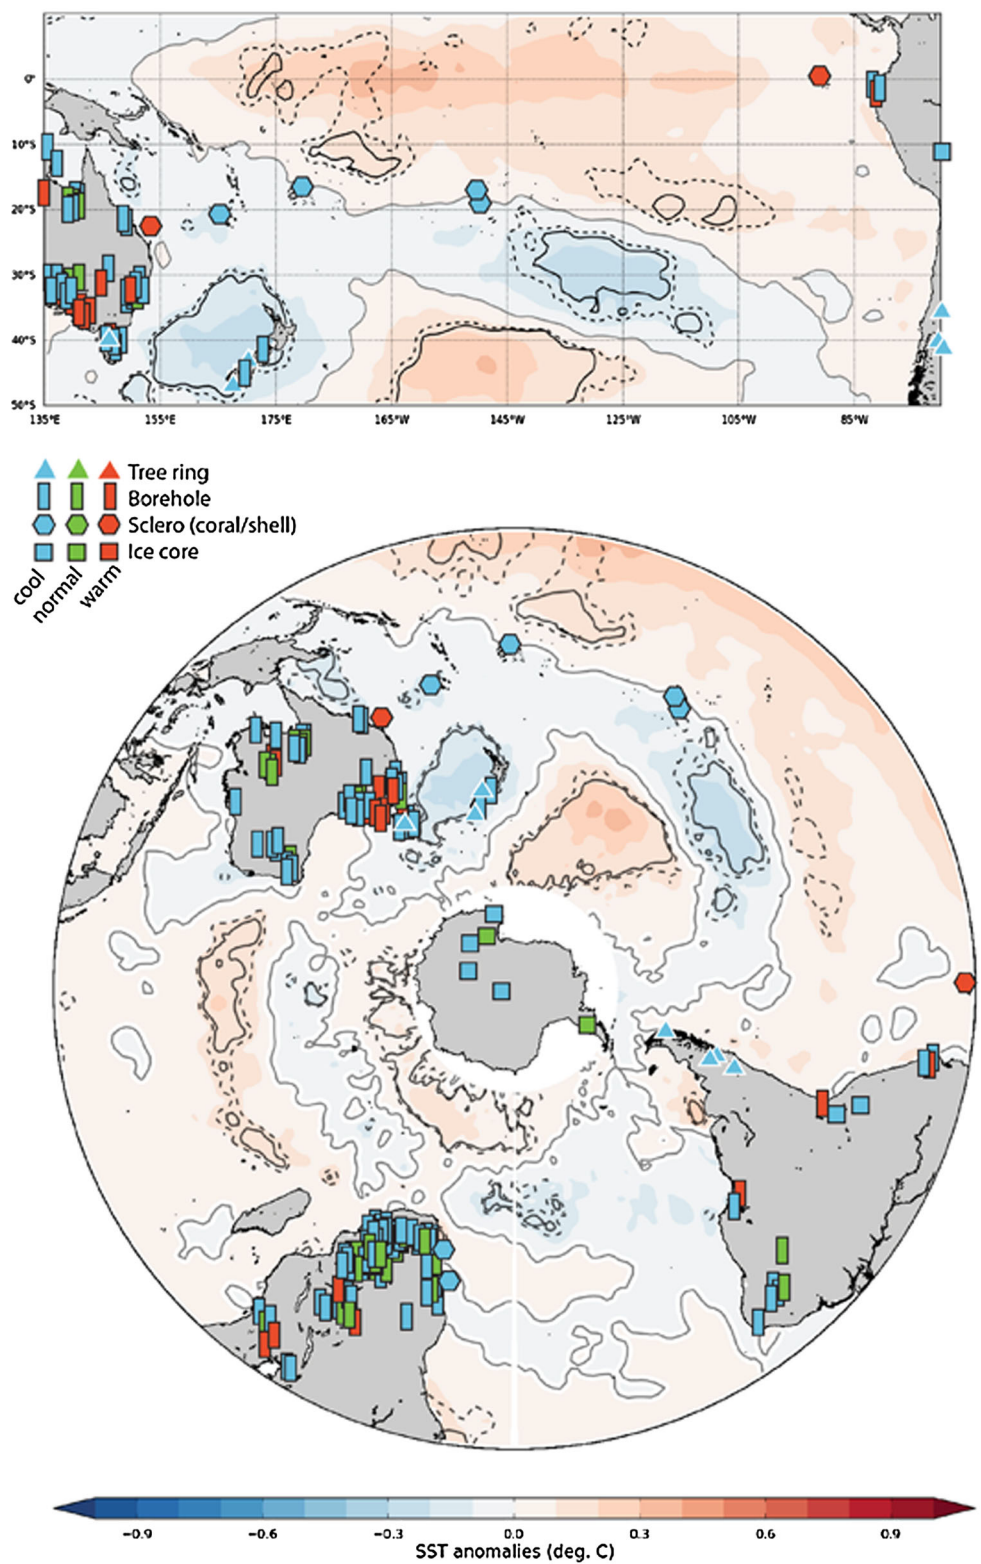 0°
10°S
20°S
30°S
40°S
50°S
135°E 155°E 175°E 165°W 145°W 125°W 105°W 85°W
Tree ring
Borehole
Sclero (coral/shell)
Ice core
cool
normal
warm
−0.9 −0.6 −0.3 0.0 0.3 0.6 0.9
SST anomalies (deg. C)